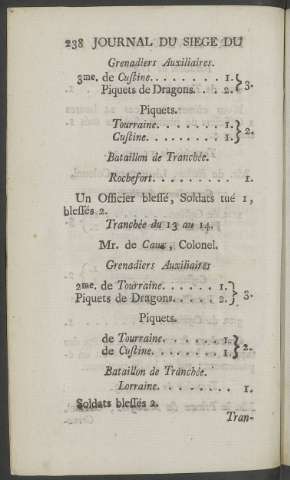 238 JOURNAL DU SIEGE DU
Grenadiers Auxiliaires.
3me. de Custine. . . . . . . . 1. } 3.
Piquets de Dragons. . . 2.
Piquets.
Tourraine. . . . . . . . 1. } 2.
Custine. . . . . . . . 1.
Bataillon de Tranchée.
Rochefort. . . . . . . . . 1.
Un Officier blessé, Soldats tué 1,
blessés 2.
Tranchée du 13 au 14.
Mr. de Caux, Colonel.
Grenadiers Auxiliaires
2me. de Tourraine. . . . . . 1. } 3.
Piquets de Dragons. . . . . . 2.
Piquets.
de Tourraine. . . . . . . 1. } 2.
de Custine. . . . . . . . 1.
Bataillon de Tranchée.
Lorraine. . . . . . . . . 1.
Soldats blessés 2.
Tran-